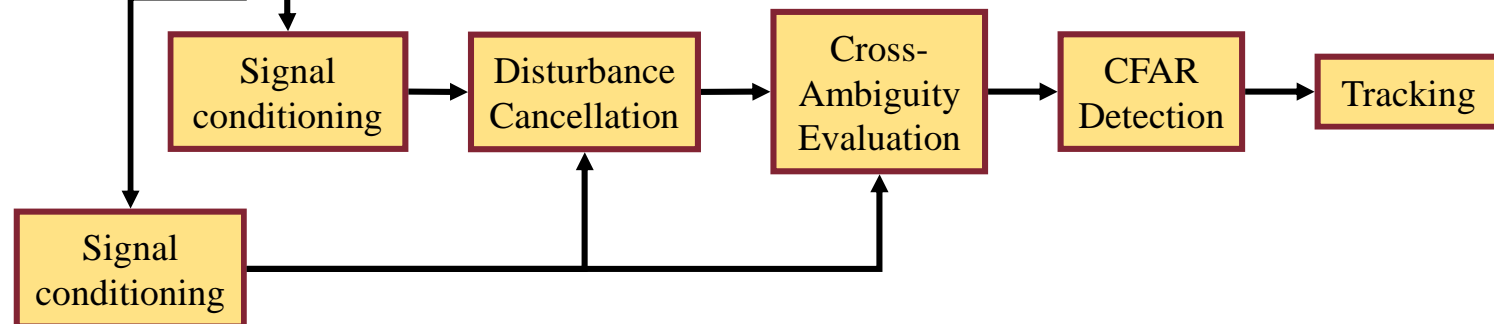 Signal
conditioning
Disturbance
Cancellation
Cross-
Ambiguity
Evaluation
CFAR
Detection
Tracking
Signal
conditioning